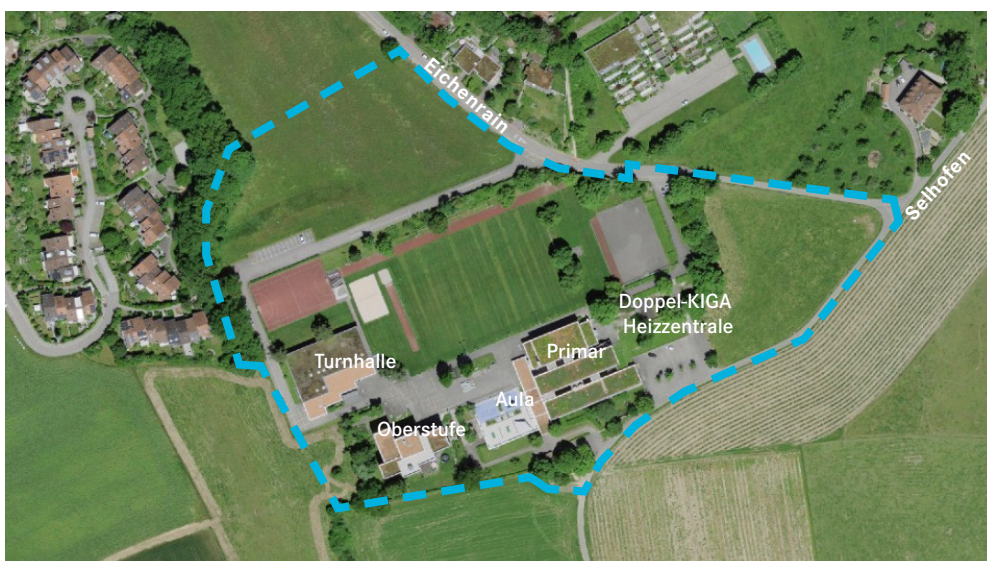 Eichenrain
Selhofen
Doppel-KIGA
Heizzentrale
Primar
Turnhalle
Aula
Oberstufe